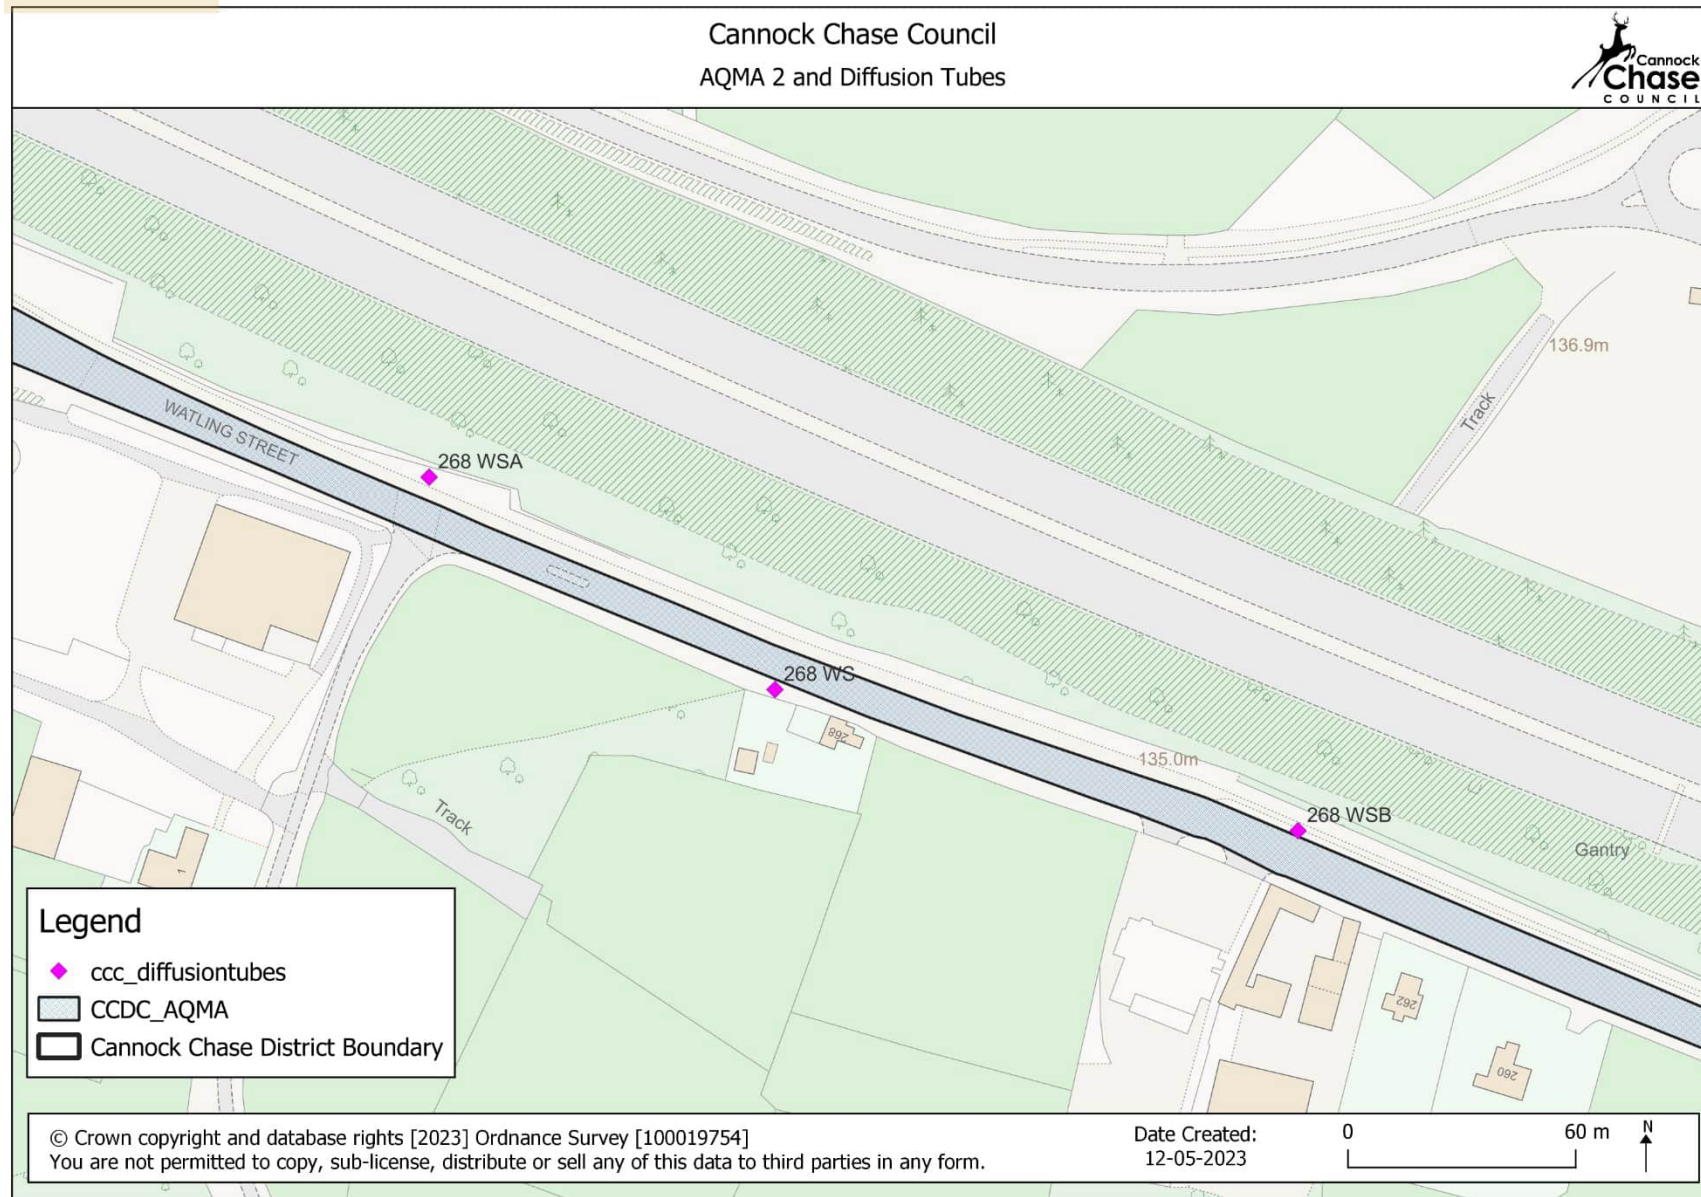 Cannock Chase Council
AQMA 2 and Diffusion Tubes
Cannock
Chase
COUNCIL
136.9m
Track
WATLING STREET
268 WSA
268 WS
268
135.0m
268 WSB
Gantry
Track
1
262
260
Legend
ccc_diffusiontubes
CCDC_AQMA
Cannock Chase District Boundary
© Crown copyright and database rights [2023] Ordnance Survey [100019754]
You are not permitted to copy, sub-license, distribute or sell any of this data to third parties in any form.
Date Created:
12-05-2023
0 60 m
N